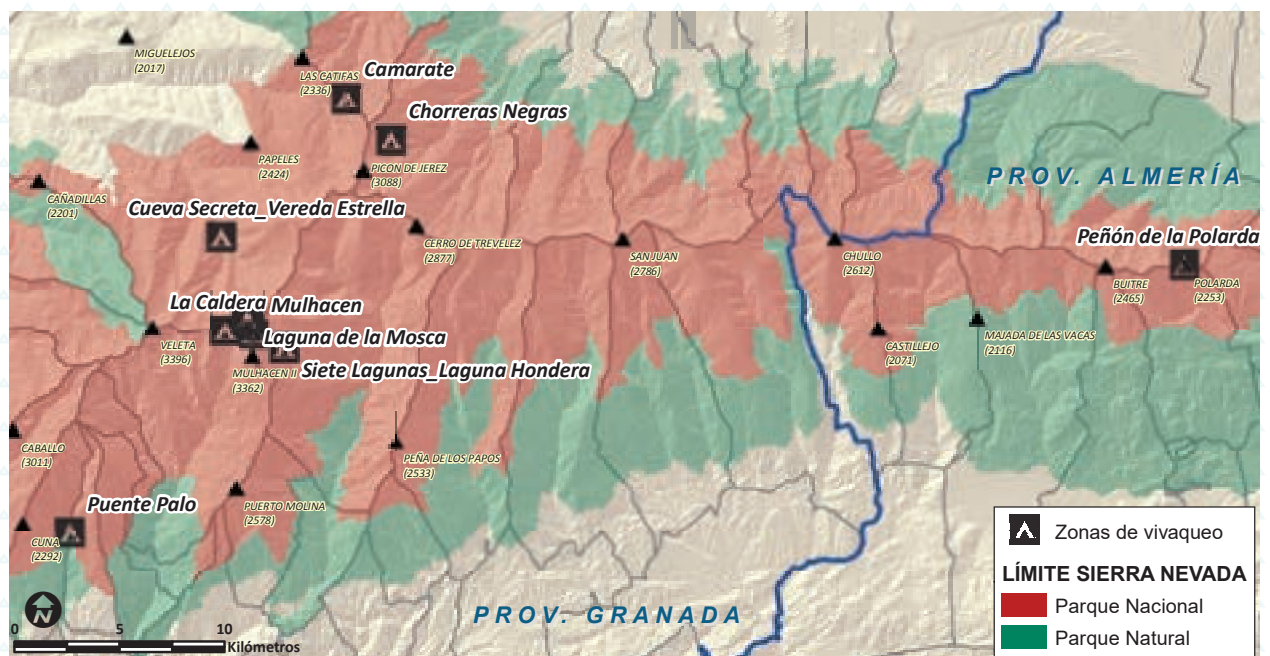 MIGUELEJOS
(2017)
LAS CATIFAS
(2336)
Camarate
Chorreras Negras
PAPELES
(2424)
PICON DE JEREZ
(3088)
CAÑADILLAS
(2201)
Cueva Secreta_Vereda Estrella
CERRO DE TREVELEZ
(2877)
SAN JUAN
(2786)
CHULLO
(2612)
PROV. ALMERÍA
Peñón de la Polarda
BUITRE
(2465)
POLARDA
(2253)
La Caldera
Mulhacen
Laguna de la Mosca
VELETA
(3396)
MULHACEN II
(3362)
Siete Lagunas_Laguna Hondera
CASTILLEJO
(2071)
MAJADA DE LAS VACAS
(2116)
CABALLO
(3011)
PEÑA DE LOS PAPOS
(2533)
Puente Palo
PUERTO MOLINA
(2578)
CUNA
(2292)
PROV. GRANADA
N
0 5 10
Kilómetros
Zonas de vivaqueo
LÍMITE SIERRA NEVADA
Parque Nacional
Parque Natural